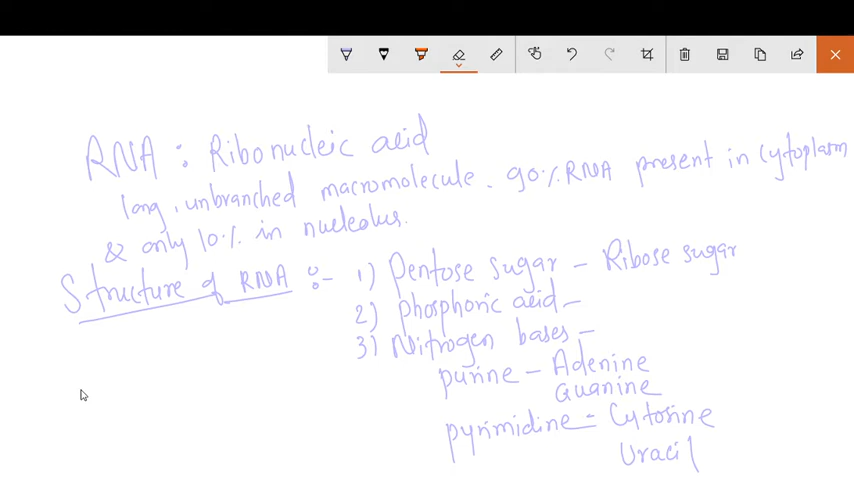 RNA : Ribonucleic acid
long, unbranched macromolecule. 90% RNA present in cytoplasm
& only 10% in nucleolus.
Structure of RNA :- 1) Pentose sugar - Ribose sugar
2) Phosphoric acid -
3) Nitrogen bases -
purine - Adenine
Guanine
pyrimidine - Cytosine
Uracil